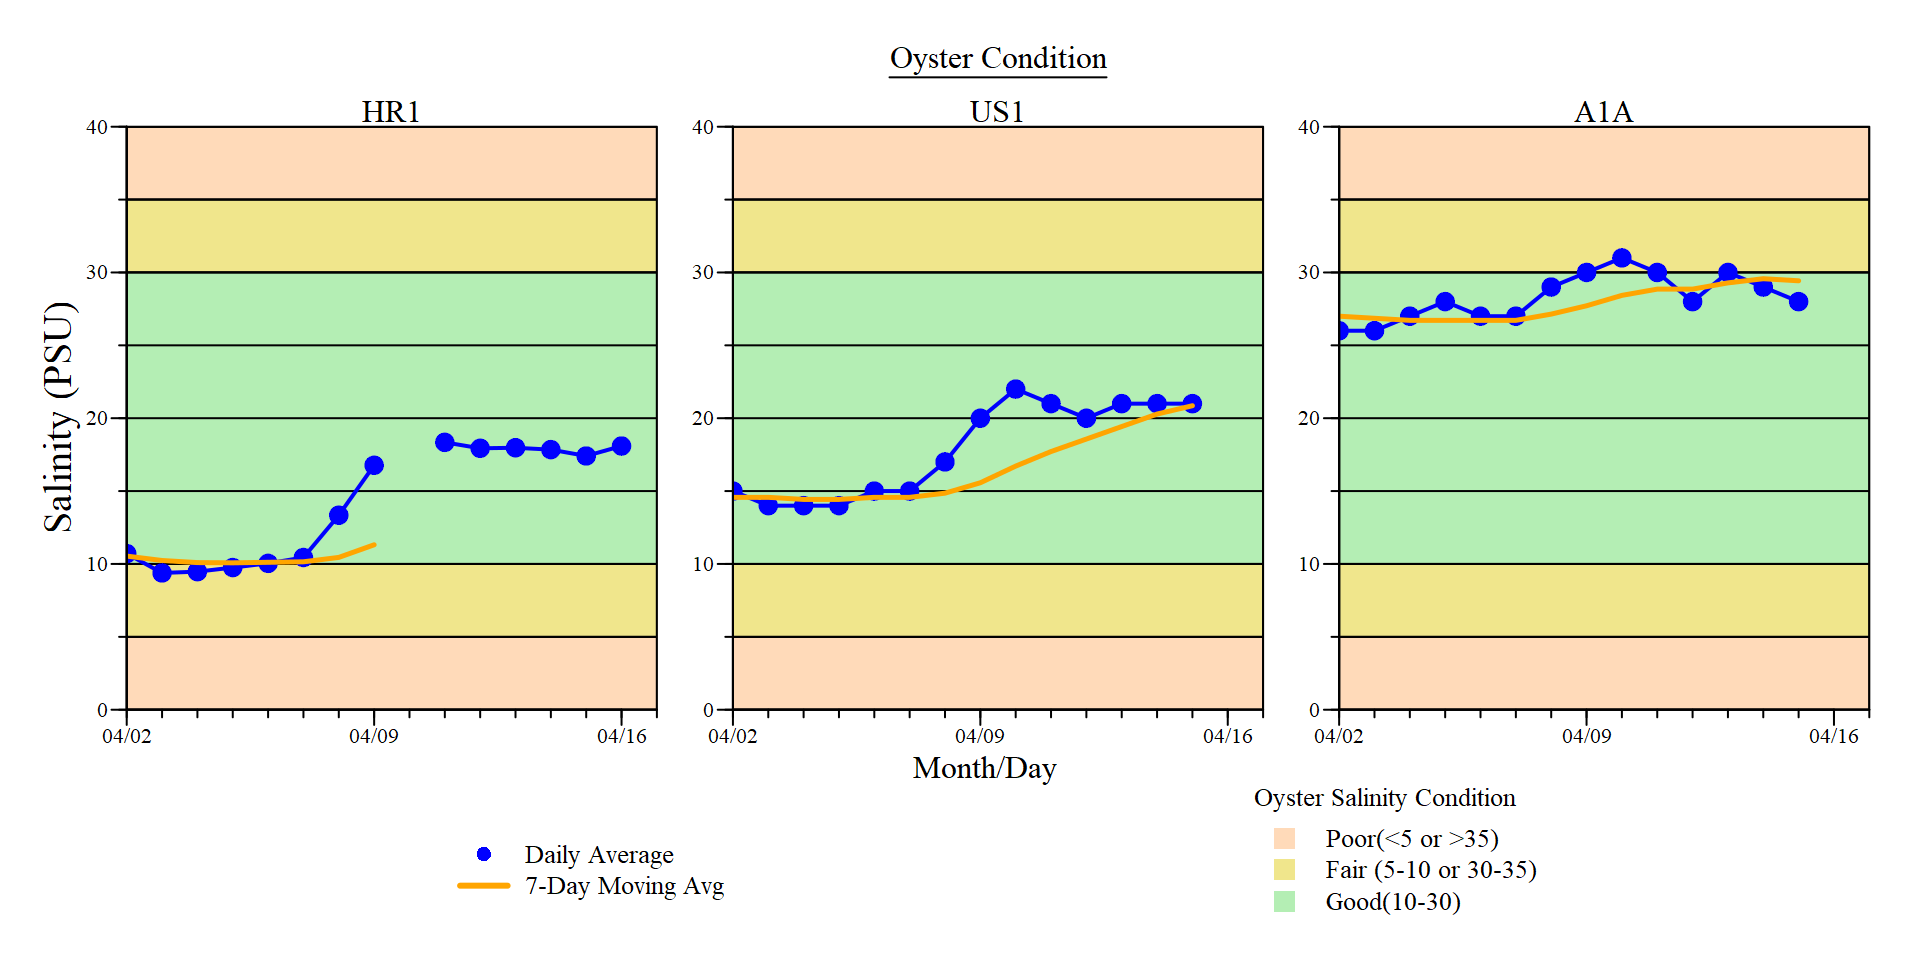 Oyster Condition
HR1
US1
A1A
Salinity (PSU)
40
30
20
10
0
04/02
04/09
04/16
40
30
20
10
0
04/02
04/09
04/16
40
30
20
10
0
04/02
04/09
04/16
Month/Day
Daily Average
7-Day Moving Avg
Oyster Salinity Condition
Poor(<5 or >35)
Fair (5-10 or 30-35)
Good(10-30)